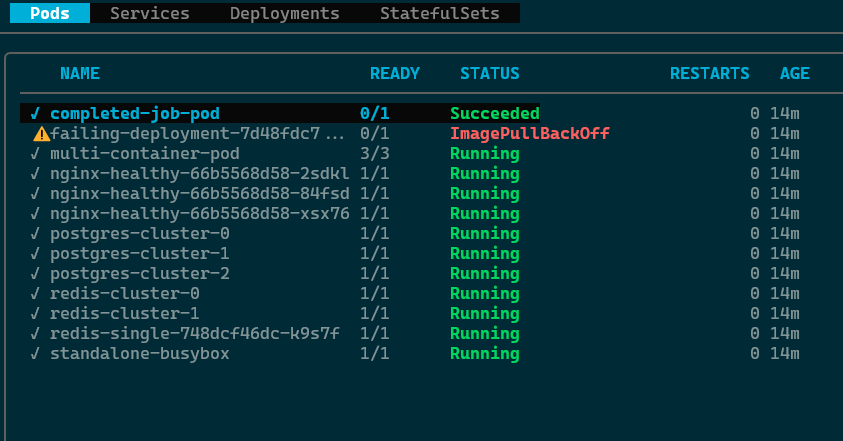 Pods Services Deployments StatefulSets
NAME READY STATUS RESTARTS AGE
✓ completed-job-pod 0/1 Succeeded 0 14m
⚠ failing-deployment-7d48fdc7... 0/1 ImagePullBackOff 0 14m
✓ multi-container-pod 3/3 Running 0 14m
✓ nginx-healthy-66b5568d58-2sdkl 1/1 Running 0 14m
✓ nginx-healthy-66b5568d58-84fsd 1/1 Running 0 14m
✓ nginx-healthy-66b5568d58-xsx76 1/1 Running 0 14m
✓ postgres-cluster-0 1/1 Running 0 14m
✓ postgres-cluster-1 1/1 Running 0 14m
✓ postgres-cluster-2 1/1 Running 0 14m
✓ redis-cluster-0 1/1 Running 0 14m
✓ redis-cluster-1 1/1 Running 0 14m
✓ redis-single-748dcf46dc-k9s7f 1/1 Running 0 14m
✓ standalone-busybox 1/1 Running 0 14m